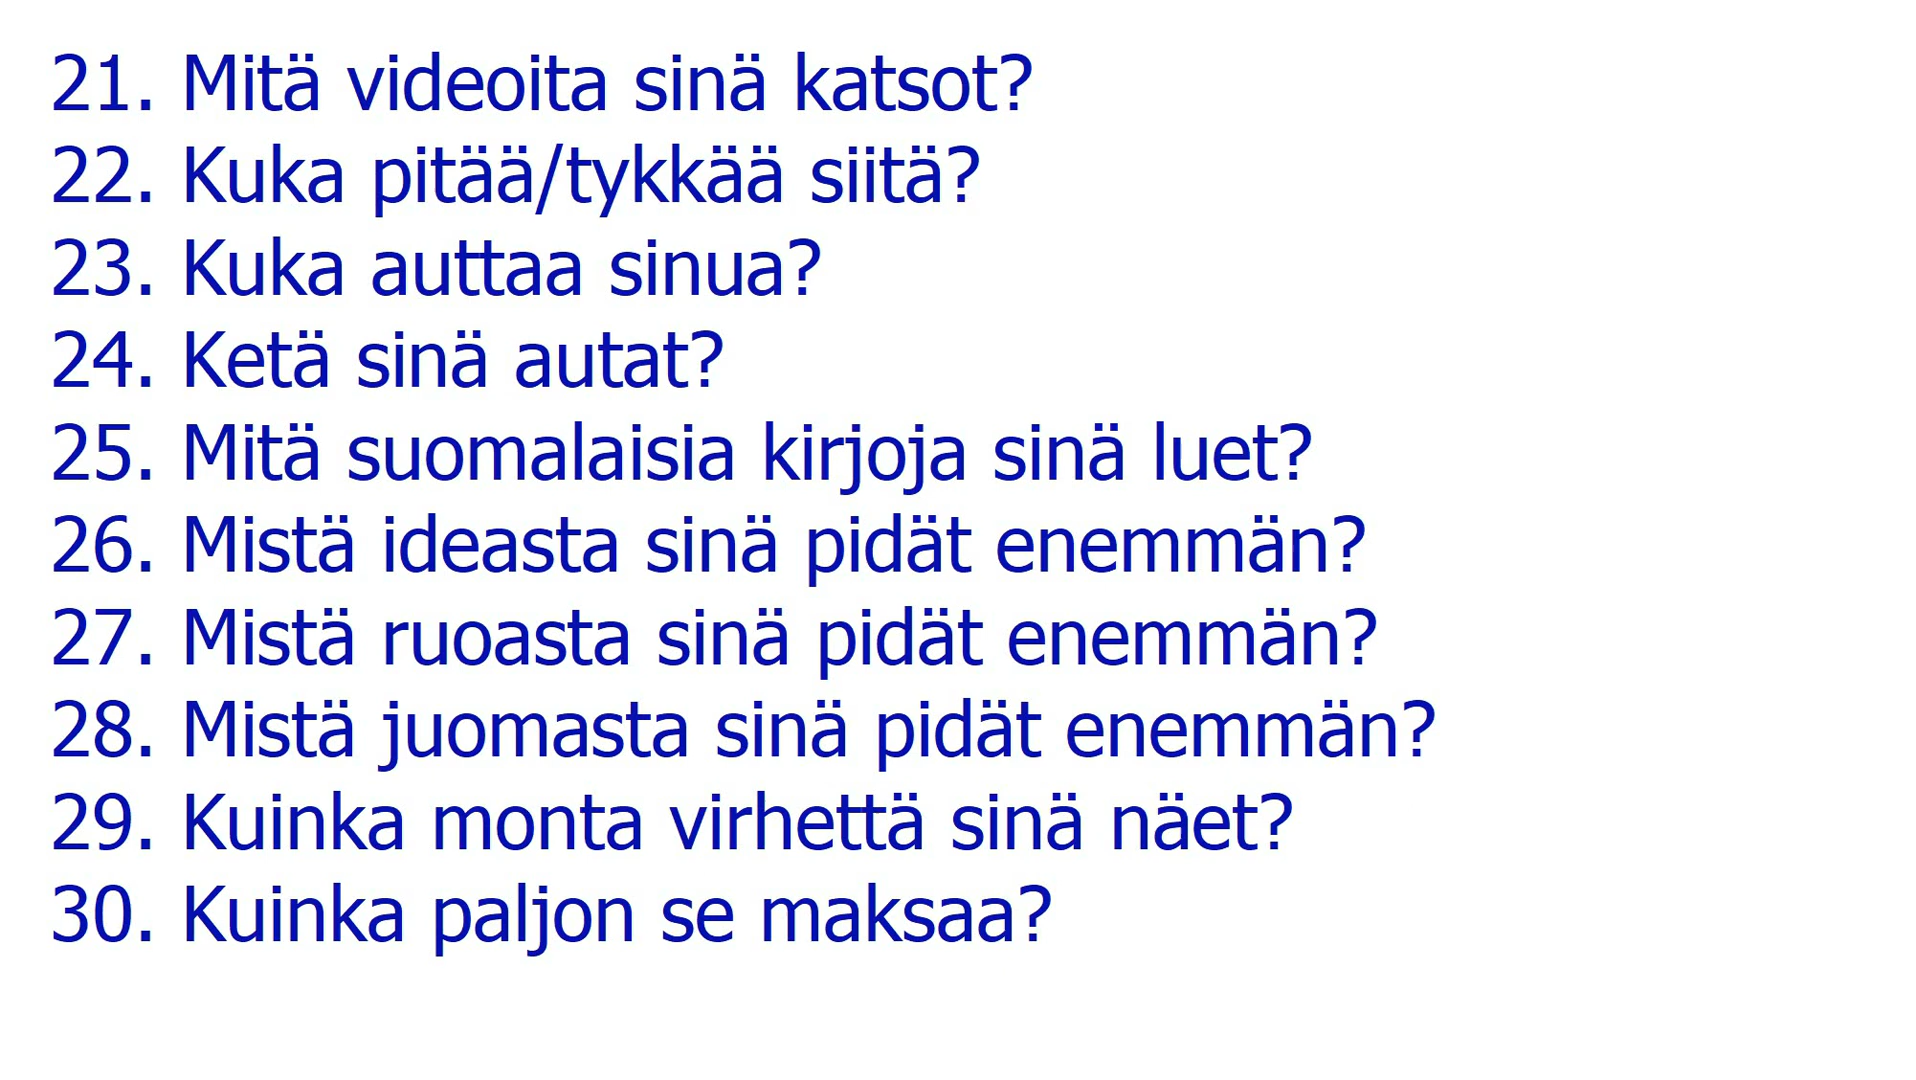 21. Mitä videoita sinä katsot?
22. Kuka pitää/tykkää siitä?
23. Kuka auttaa sinua?
24. Ketä sinä autat?
25. Mitä suomalaisia kirjoja sinä luet?
26. Mistä ideasta sinä pidät enemmän?
27. Mistä ruoasta sinä pidät enemmän?
28. Mistä juomasta sinä pidät enemmän?
29. Kuinka monta virhettä sinä näet?
30. Kuinka paljon se maksaa?